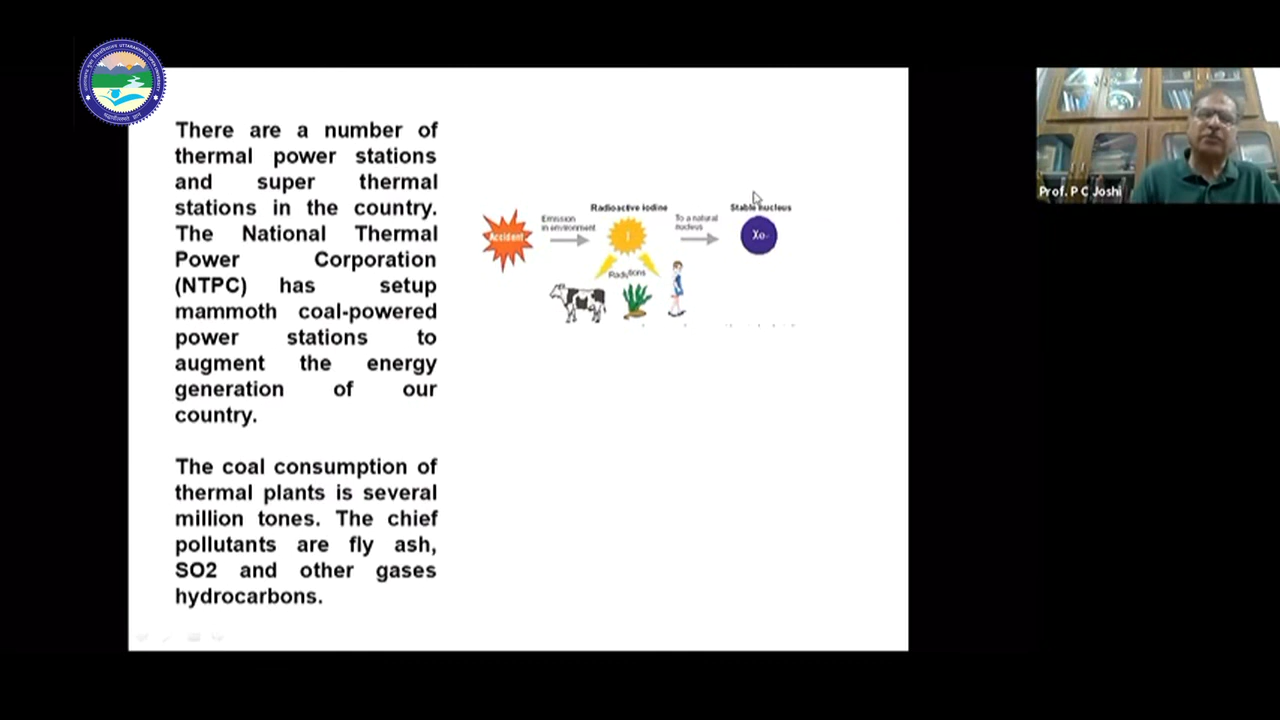 There are a number of
thermal power stations
and super thermal
stations in the country.
The National Thermal
Power Corporation
(NTPC) has setup
mammoth coal-powered
power stations to
augment the energy
generation of our
country.
The coal consumption of
thermal plants is several
million tones. The chief
pollutants are fly ash,
SO2 and other gases
hydrocarbons.
Accident
Emission
in environment
Radioactive iodine
I
To a natural
nucleus
Stable nucleus
Xe
Radiations
Prof. P C Joshi